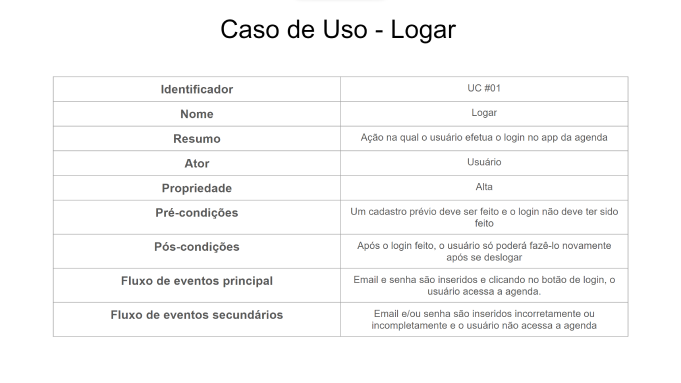 Caso de Uso - Logar
Identificador
UC #01
Nome
Logar
Resumo
Ação na qual o usuário efetua o login no app da agenda
Ator
Usuário
Propriedade
Alta
Pré-condições
Um cadastro prévio deve ser feito e o login não deve ter sido
feito
Pós-condições
Após o login feito, o usuário só poderá fazê-lo novamente
após se deslogar
Fluxo de eventos principal
Email e senha são inseridos e clicando no botão de login, o
usuário acessa a agenda.
Fluxo de eventos secundários
Email e/ou senha são inseridos incorretamente ou
incompletamente e o usuário não acessa a agenda